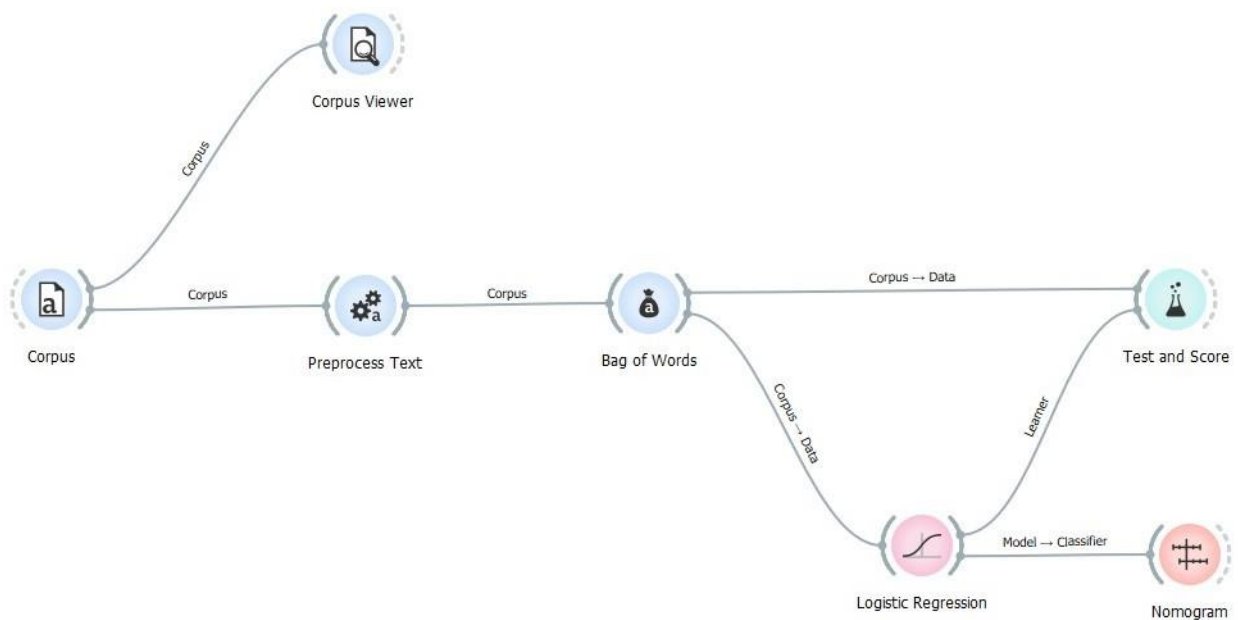 Corpus Viewer
Corpus
Corpus
Corpus
Corpus → Data
Corpus
Preprocess Text
Bag of Words
Test and Score
Corpus → Data
Learner
Model → Classifier
Logistic Regression
Nomogram